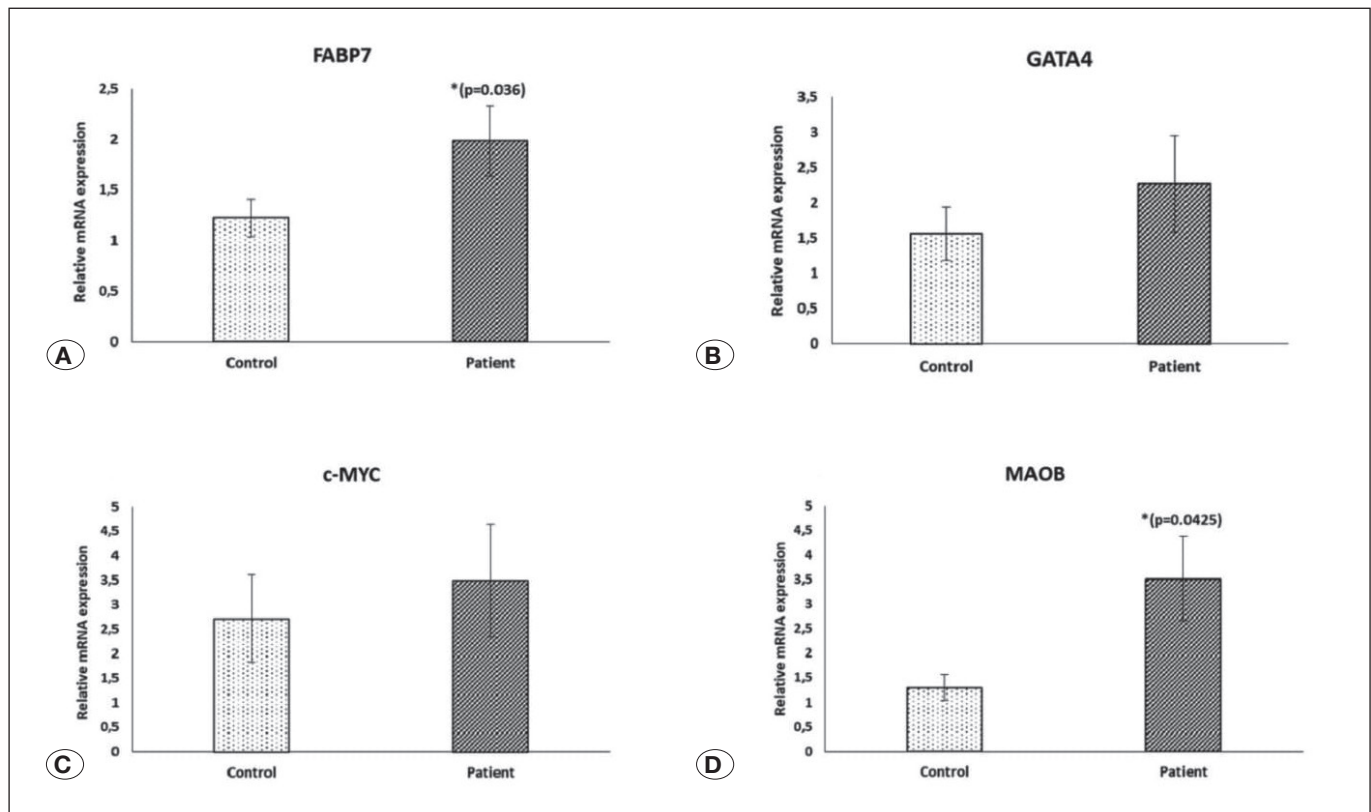 FABP7
Relative mRNA expression
2,5
2
1,5
1
0,5
0
*(p=0.036)
Control
Patient
A
GATA4
Relative mRNA expression
3,5
3
2,5
2
1,5
1
0,5
0
Control
Patient
B
c-MYC
Relative mRNA expression
5
4,5
4
3,5
3
2,5
2
1,5
1
0,5
0
Control
Patient
C
MAOB
Relative mRNA expression
5
4,5
4
3,5
3
2,5
2
1,5
1
0,5
0
*(p=0.0425)
Control
Patient
D